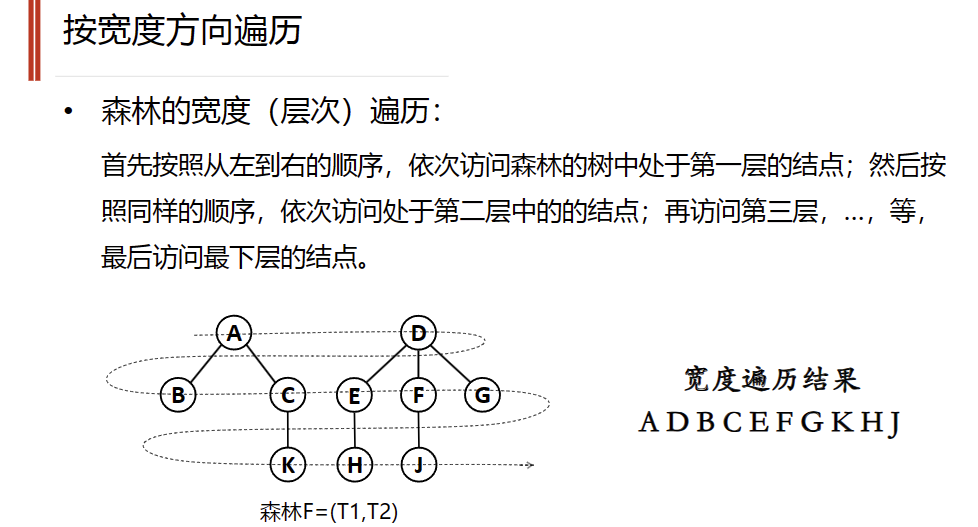 按宽度方向遍历
• 森林的宽度（层次）遍历：
首先按照从左到右的顺序，依次访问森林的树中处于第一层的结点；然后按
照同样的顺序，依次访问处于第二层中的的结点；再访问第三层，…，等，
最后访问最下层的结点。
A D
B C E F G
K H J
森林F=(T1,T2)
宽度遍历结果
A D B C E F G K H J